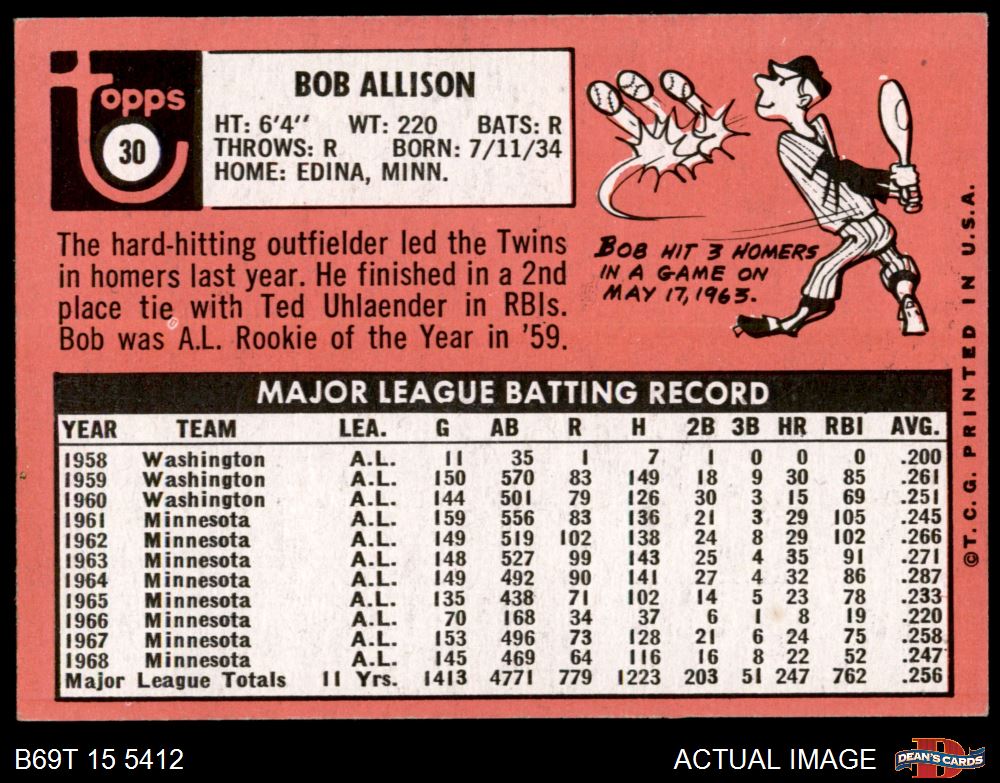 topps
30
BOB ALLISON
HT: 6'4" WT: 220 BATS: R
THROWS: R BORN: 7/11/34
HOME: EDINA, MINN.
The hard-hitting outfielder led the Twins
in homers last year. He finished in a 2nd
place tie with Ted Uhlaender in RBIs.
Bob was A.L. Rookie of the Year in '59.
BOB HIT 3 HOMERS
IN A GAME ON
MAY 17, 1963.
MAJOR LEAGUE BATTING RECORD
YEAR TEAM LEA. G AB R H 2B 3B HR RBI AVG.
1958 Washington A.L. 11 35 1 7 1 0 0 0 .200
1959 Washington A.L. 150 570 83 149 18 9 30 85 .261
1960 Washington A.L. 144 501 79 126 30 3 15 69 .251
1961 Minnesota A.L. 159 556 83 136 21 3 29 105 .245
1962 Minnesota A.L. 149 519 102 138 24 8 29 102 .266
1963 Minnesota A.L. 148 527 99 143 25 4 35 91 .271
1964 Minnesota A.L. 149 492 90 141 27 4 32 86 .287
1965 Minnesota A.L. 135 438 71 102 14 5 23 78 .233
1966 Minnesota A.L. 70 168 34 37 6 1 8 19 .220
1967 Minnesota A.L. 153 496 73 128 21 6 24 75 .258
1968 Minnesota A.L. 145 469 64 116 16 8 22 52 .247
Major League Totals 11 Yrs. 1413 4771 779 1223 203 51 247 762 .256
©T. C. G. PRINTED IN U.S.A.
B69T 15 5412
ACTUAL IMAGE
D
DEAN'S CARDS